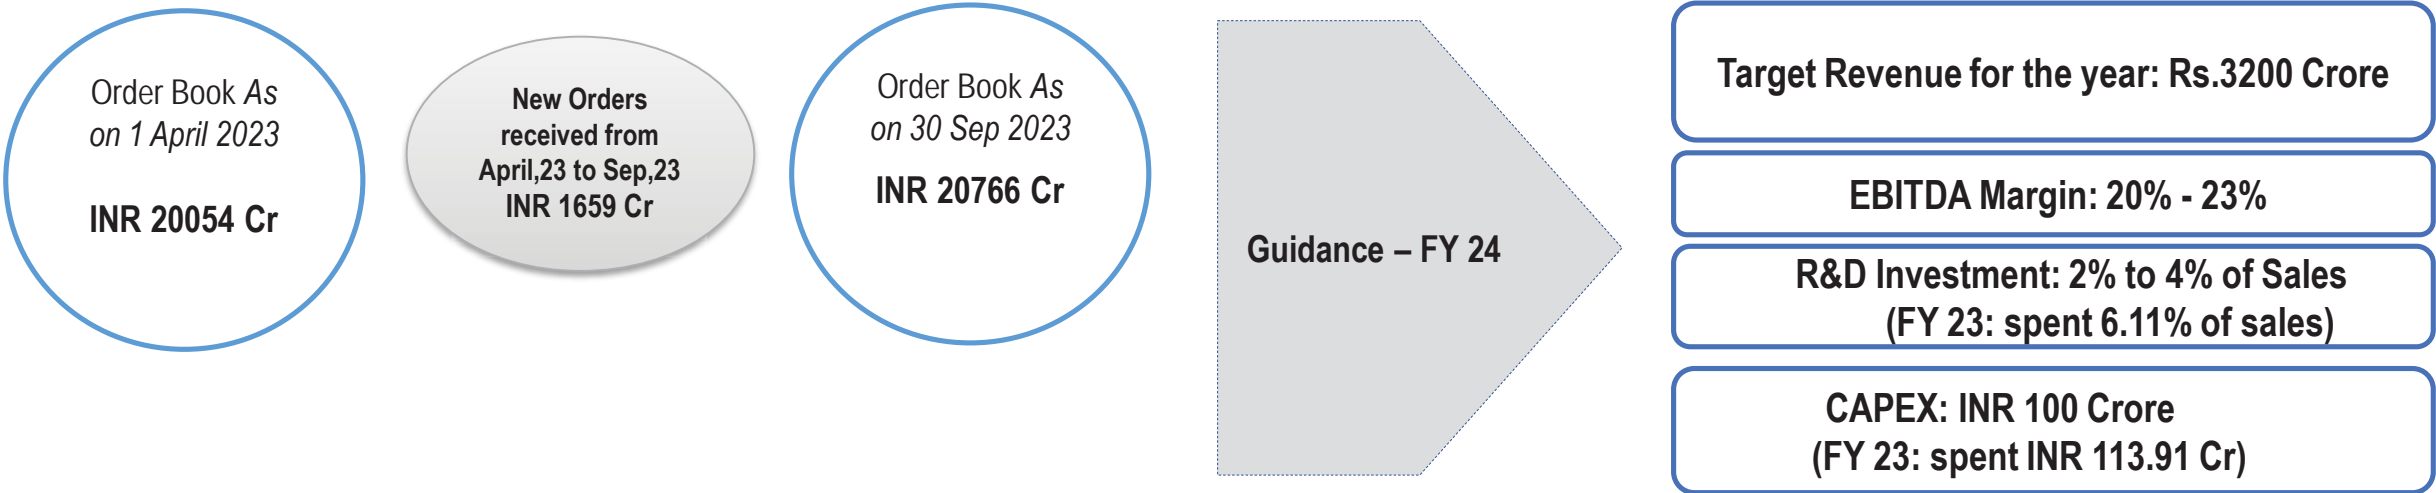 Order Book As
on 1 April 2023
INR 20054 Cr
New Orders
received from
April,23 to Sep,23
INR 1659 Cr
Order Book As
on 30 Sep 2023
INR 20766 Cr
Guidance – FY 24
Target Revenue for the year: Rs.3200 Crore
EBITDA Margin: 20% - 23%
R&D Investment: 2% to 4% of Sales
(FY 23: spent 6.11% of sales)
CAPEX: INR 100 Crore
(FY 23: spent INR 113.91 Cr)